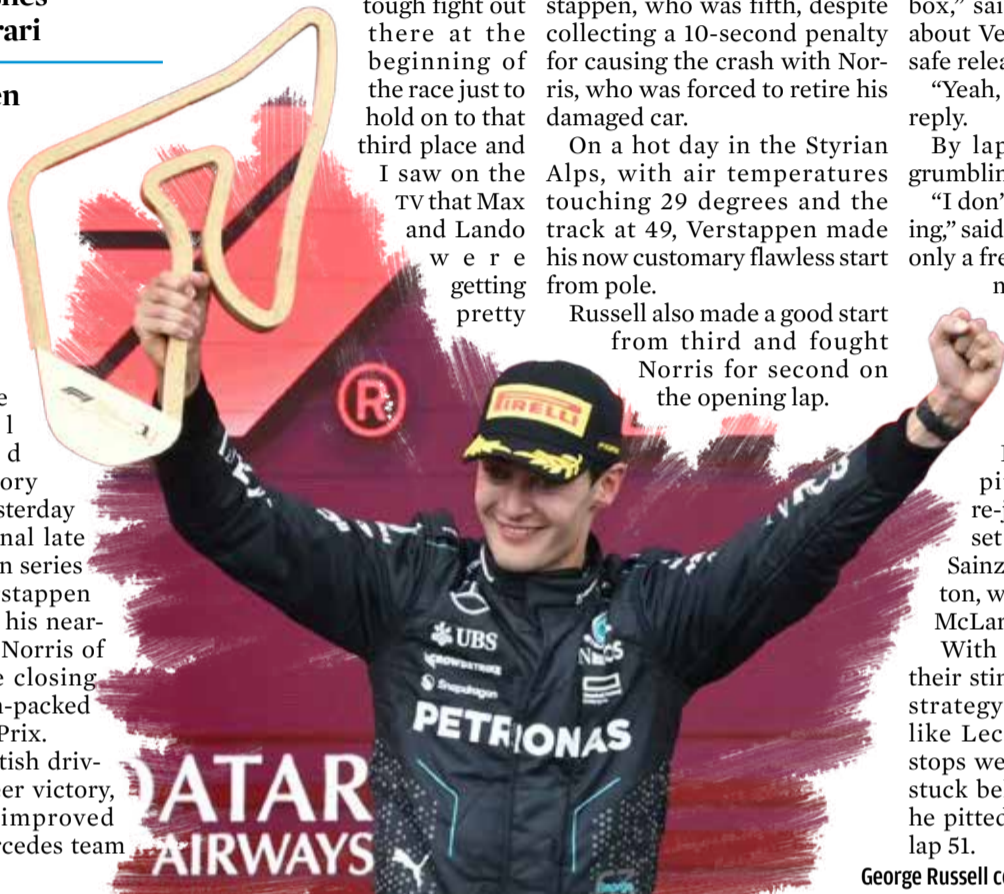 rari
en
ory
sterday
nal late
n series
stappen
his near-
Norris of
e closing
n-packed
Prix.
tish driv-
er victory,
improved
rcedes team
tough fight out
there at the
beginning of
the race just to
hold on to that
third place and
I saw on the
TV that Max
and Lando
were
getting
pretty
stappen, who was fifth, despite
collecting a 10-second penalty
for causing the crash with Nor-
ris, who was forced to retire his
damaged car.
On a hot day in the Styrian
Alps, with air temperatures
touching 29 degrees and the
track at 49, Verstappen made
his now customary flawless start
from pole.
Russell also made a good start
from third and fought
Norris for second on
the opening lap.
box,” sai
about Ve
safe relea
“Yeah,
reply.
By lap
grumblin
“I don’
ing,” said
only a fre
pi
re-
set
Sainz
ton, w
McLar
With
their stin
strategy
like Lec
stops we
stuck be
he pitted
lap 51.
F1
®
PIRELLI
UBS
CROWDSTRIKE
Snapdragon
INEOS
PETRONAS
QATAR
AIRWAYS
George Russell c